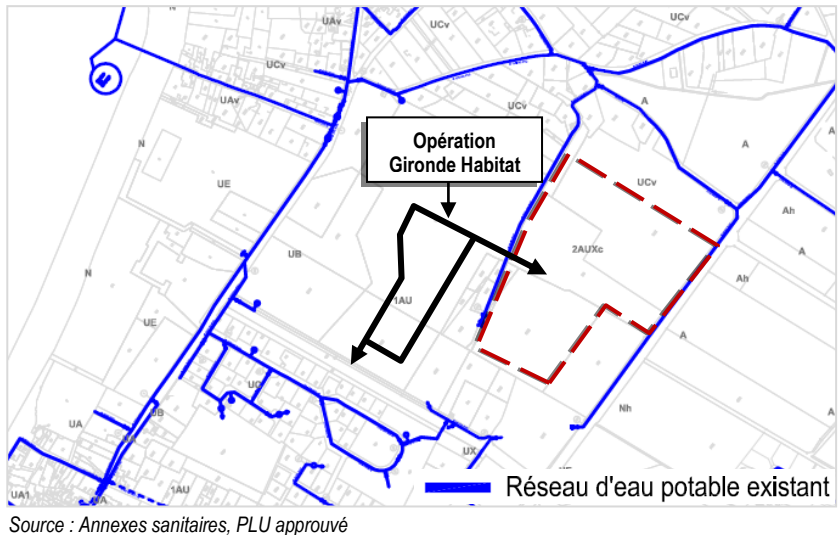 UCv
UCv
UAv
UAv
UCv
A
A
N
Opération
Gironde Habitat
A
UE
UCv
Ah
2AUXc
UB
N
Ah
1AU
UE
A
UC
Nh
UB
UA
UX
1AU
UA1
UA
Réseau d'eau potable existant
Source : Annexes sanitaires, PLU approuvé